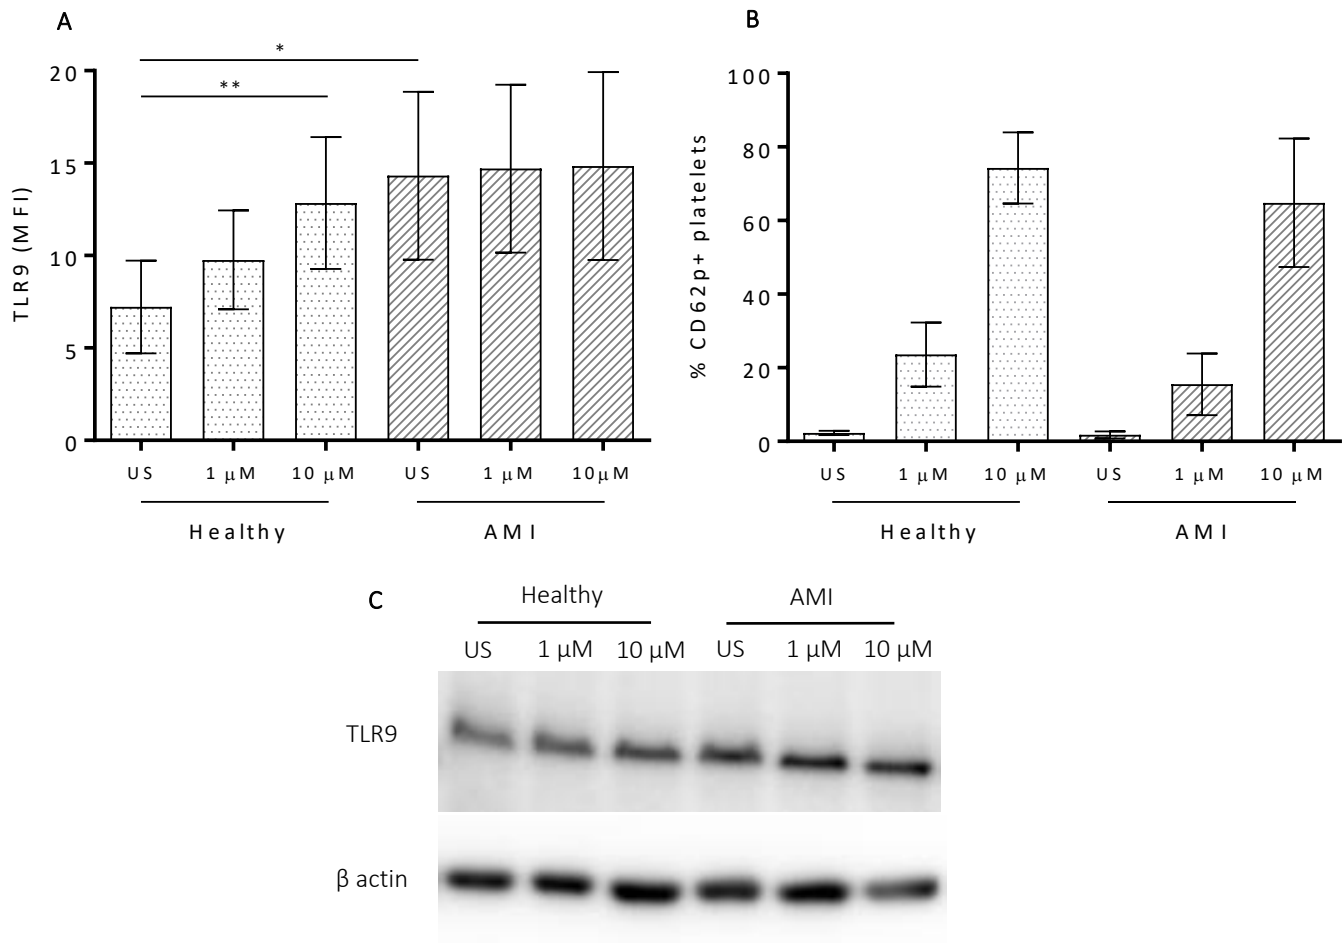 A
*
**
20
15
10
5
0
TLR9 (MFI)
US 1 μM 10 μM US 1 μM 10μM
Healthy AMI
B
100
80
60
40
20
0
% CD62p+ platelets
US 1 μM 10 μM US 1 μM 10 μM
Healthy AMI
C
Healthy AMI
US 1 μM 10 μM US 1 μM 10 μM
TLR9
β actin